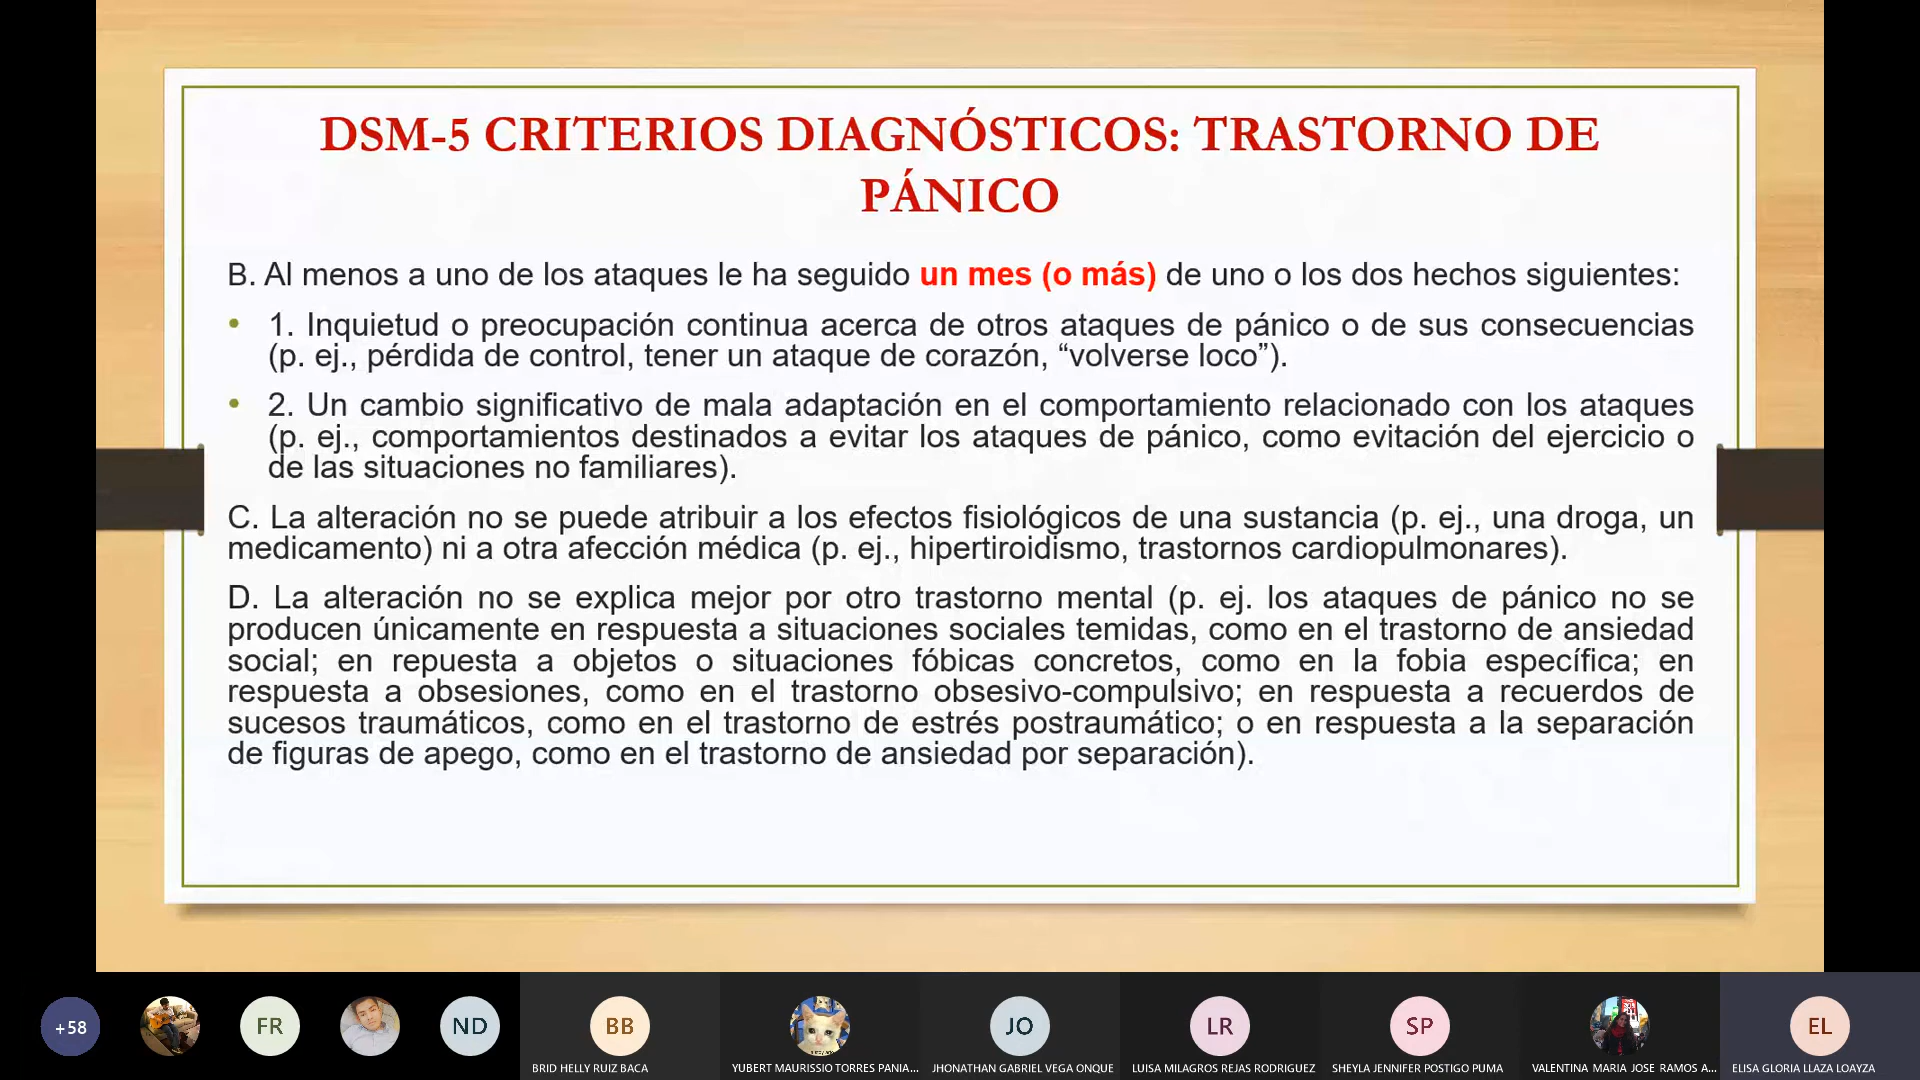 DSM-5 CRITERIOS DIAGNÓSTICOS: TRASTORNO DE
PÁNICO
B. Al menos a uno de los ataques le ha seguido un mes (o más) de uno o los dos hechos siguientes:
• 1. Inquietud o preocupación continua acerca de otros ataques de pánico o de sus consecuencias
(p. ej., pérdida de control, tener un ataque de corazón, “volverse loco”).
• 2. Un cambio significativo de mala adaptación en el comportamiento relacionado con los ataques
(p. ej., comportamientos destinados a evitar los ataques de pánico, como evitación del ejercicio o
de las situaciones no familiares).
C. La alteración no se puede atribuir a los efectos fisiológicos de una sustancia (p. ej., una droga, un
medicamento) ni a otra afección médica (p. ej., hipertiroidismo, trastornos cardiopulmonares).
D. La alteración no se explica mejor por otro trastorno mental (p. ej. los ataques de pánico no se
producen únicamente en respuesta a situaciones sociales temidas, como en el trastorno de ansiedad
social; en repuesta a objetos o situaciones fóbicas concretos, como en la fobia específica; en
respuesta a obsesiones, como en el trastorno obsesivo-compulsivo; en respuesta a recuerdos de
sucesos traumáticos, como en el trastorno de estrés postraumático; o en respuesta a la separación
de figuras de apego, como en el trastorno de ansiedad por separación).
+58
FR
ND
BB
JO
LR
SP
EL
BRID HELLY RUIZ BACA
YUBERT MAURISSIO TORRES PANIA...
JHONATHAN GABRIEL VEGA ONQUE
LUISA MILAGROS REJAS RODRIGUEZ
SHEYLA JENNIFER POSTIGO PUMA
VALENTINA MARIA JOSE RAMOS A...
ELISA GLORIA LLAZA LOAYZA